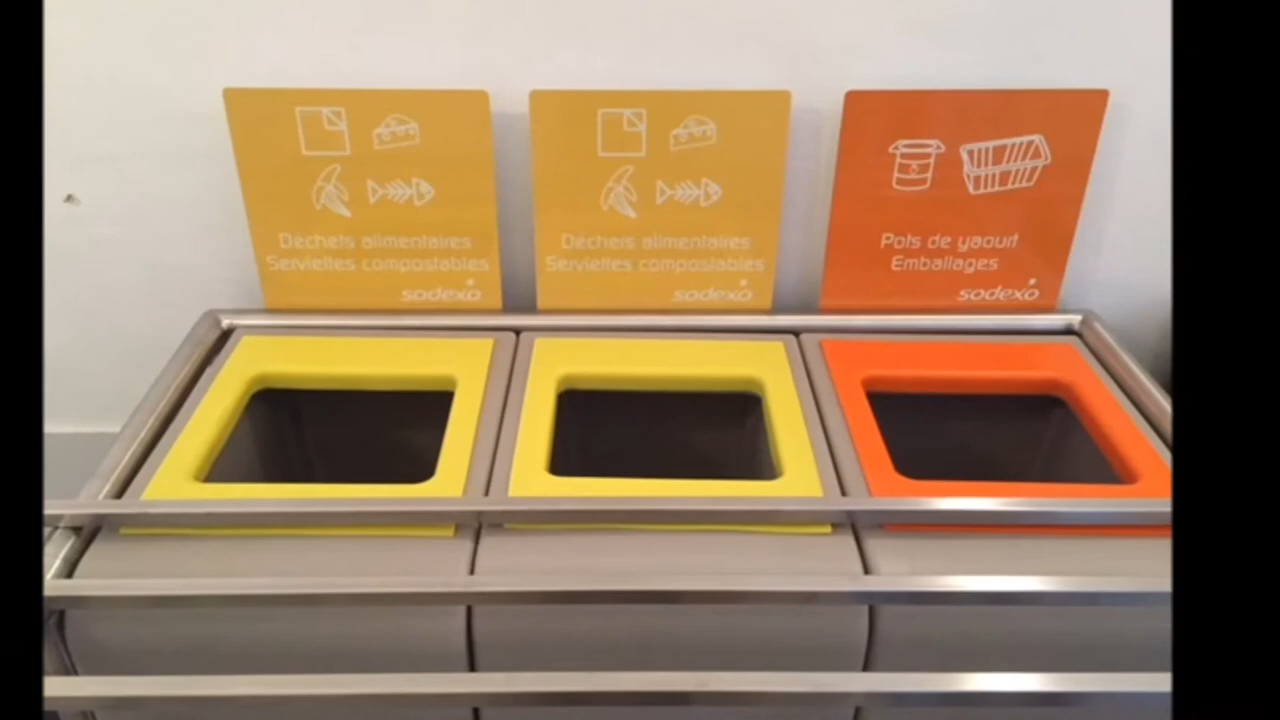 Déchets alimentaires
Serviettes compostables
sodexo
Déchets alimentaires
Serviettes compostables
sodexo
Pots de yaourt
Emballages
sodexo